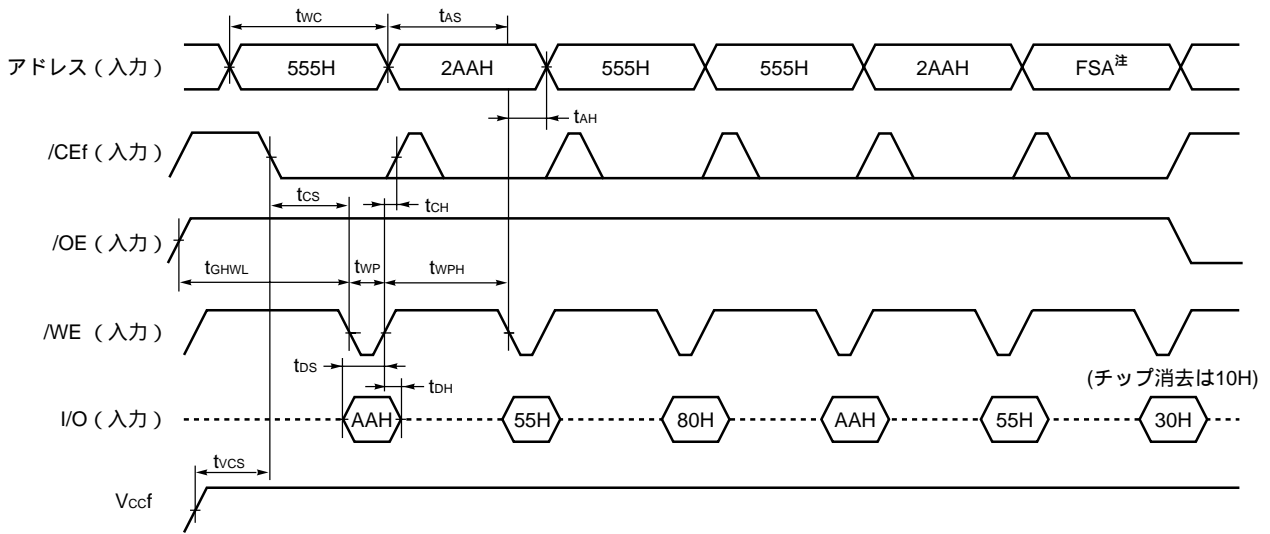 tWC tAS
アドレス（入力） 555H 2AAH 555H 555H 2AAH FSA注
tAH
/CEf（入力）
tCS tCH
/OE（入力）
tGHWL tWP tWPH
/WE（入力）
tDS tDH
(チップ消去は10H)
I/O（入力） AAH 55H 80H AAH 55H 30H
tVCS
Vccf